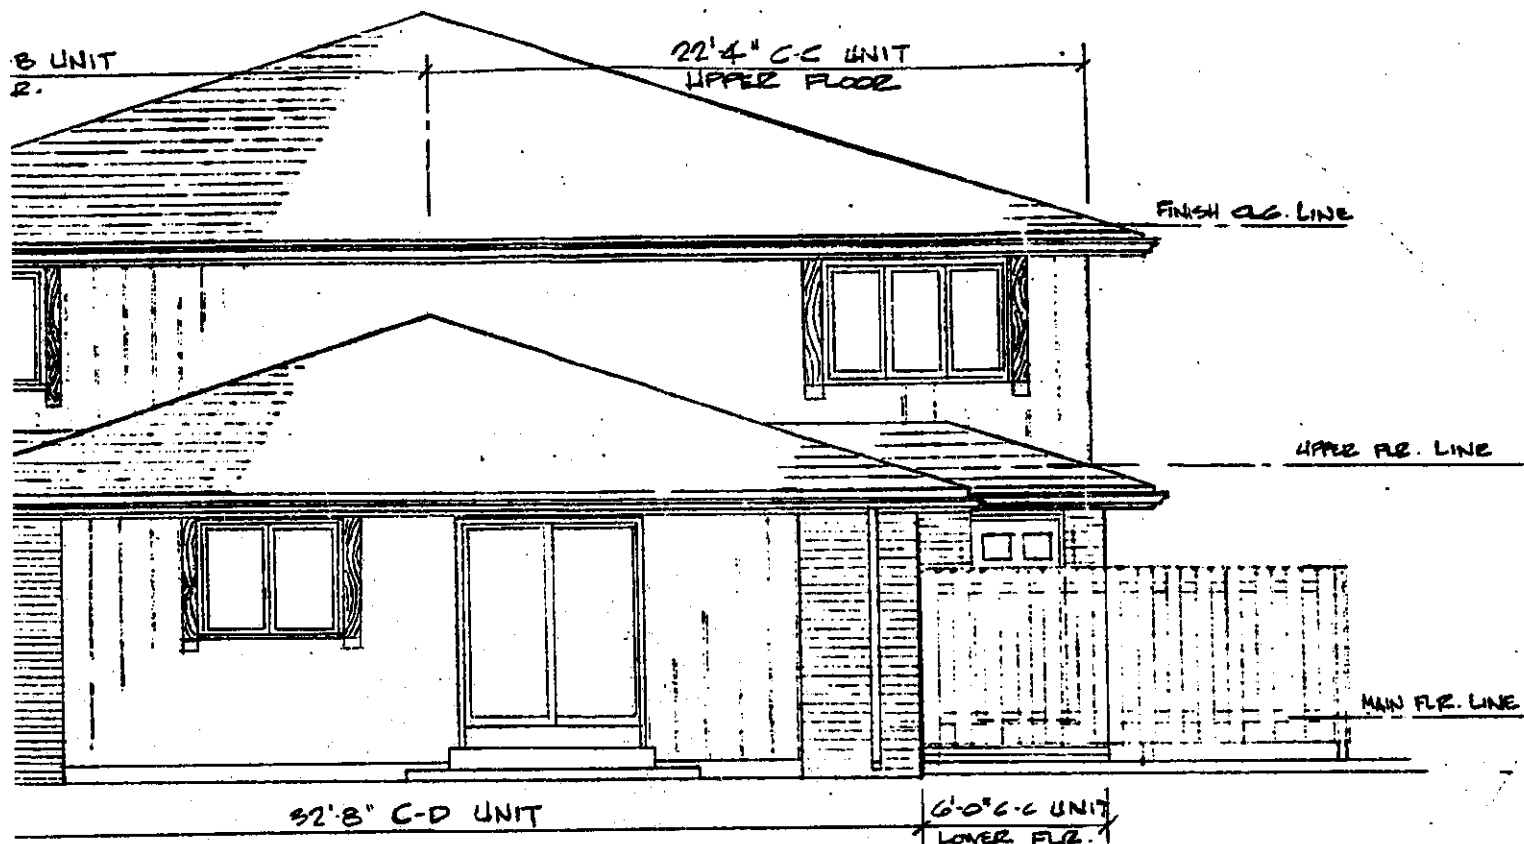 B UNIT
R.
22'-4" C-C UNIT
UPPER FLOOR
FINISH CLG. LINE
UPPER FLR. LINE
MAIN FLR. LINE
32'-8" C-D UNIT
6'-0" C-C UNIT
LOWER FLR.